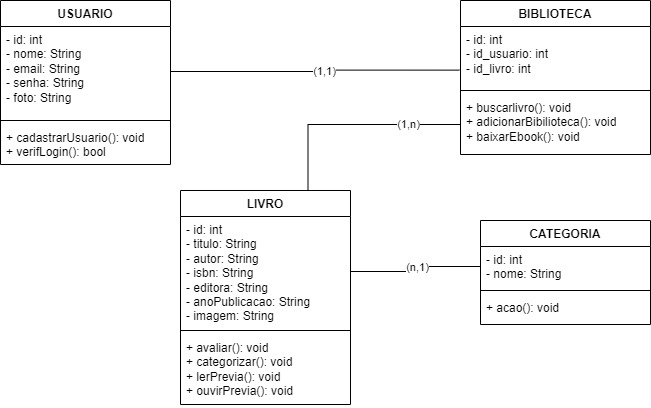 USUARIO
- id: int
- nome: String
- email: String
- senha: String
- foto: String
+ cadastrarUsuario(): void
+ verifLogin(): bool
(1,1)
BIBLIOTECA
- id: int
- id_usuario: int
- id_livro: int
+ buscarlivro(): void
+ adicionarBibilioteca(): void
+ baixarEbook(): void
(1,n)
LIVRO
- id: int
- titulo: String
- autor: String
- isbn: String
- editora: String
- anoPublicacao: String
- imagem: String
+ avaliar(): void
+ categorizar(): void
+ lerPrevia(): void
+ ouvirPrevia(): void
(n,1)
CATEGORIA
- id: int
- nome: String
+ acao(): void